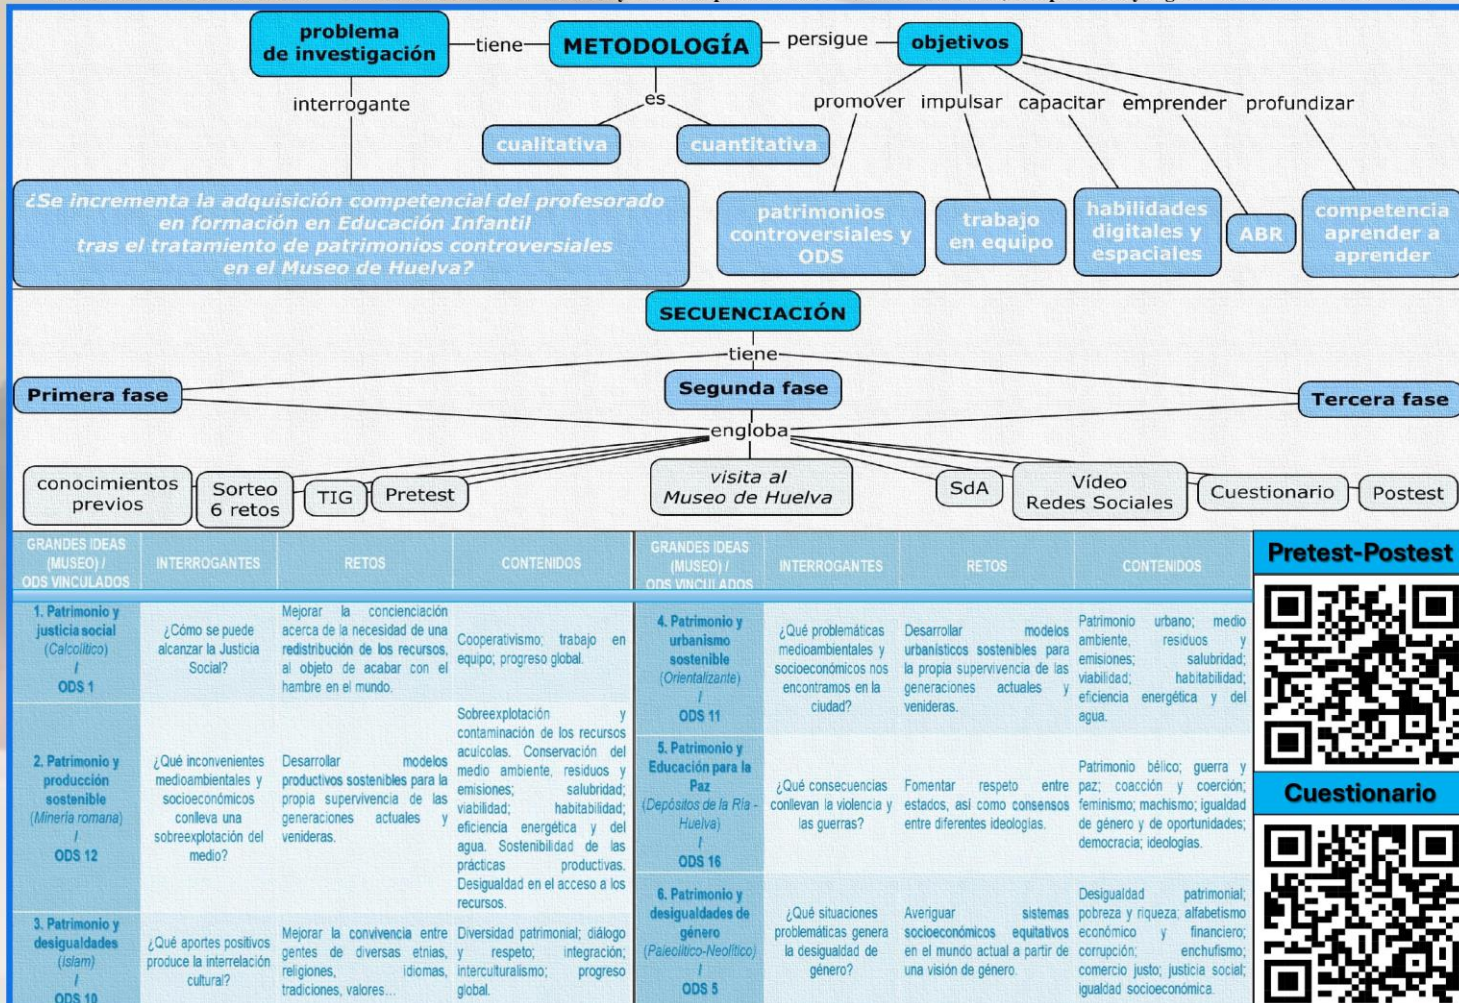 problema
de investigación
tiene
METODOLOGÍA
persigue
objetivos
interrogante
es
promover impulsar capacitar emprender profundizar
cualitativa
cuantitativa
¿Se incrementa la adquisición competencial del profesorado
en formación en Educación Infantil
tras el tratamiento de patrimonios controversiales
en el Museo de Huelva?
patrimonios
controversiales y
ODS
trabajo
en equipo
habilidades
digitales y
espaciales
ABR
competencia
aprender a
aprender
SECUENCIACIÓN
tiene
Primera fase
Segunda fase
Tercera fase
engloba
conocimientos
previos
Sorteo
6 retos
TIG
Pretest
visita al
Museo de Huelva
SdA
Vídeo
Redes Sociales
Cuestionario
Postest
GRANDES IDEAS
(MUSEO) /
ODS VINCULADOS
INTERROGANTES
RETOS
CONTENIDOS
1. Patrimonio y
justicia social
(Calcolítico)
/
ODS 1
¿Cómo se puede
alcanzar la Justicia
Social?
Mejorar la concienciación
acerca de la necesidad de una
redistribución de los recursos,
al objeto de acabar con el
hambre en el mundo.
Cooperativismo; trabajo en
equipo; progreso global.
2. Patrimonio y
producción
sostenible
(Minería romana)
/
ODS 12
¿Qué inconvenientes
medioambientales y
socioeconómicos
conlleva una
sobreexplotación del
medio?
Desarrollar modelos
productivos sostenibles para la
propia supervivencia de las
generaciones actuales y
venideras.
Sobreexplotación y
contaminación de los recursos
acuícolas. Conservación del
medio ambiente, residuos y
emisiones; salubridad;
viabilidad; habitabilidad;
eficiencia energética y del
agua. Sostenibilidad de las
prácticas productivas.
Desigualdad en el acceso a los
recursos.
3. Patrimonio y
desigualdades
(Islam)
/
ODS 10
¿Qué aportes positivos
produce la interrelación
cultural?
Mejorar la convivencia entre
gentes de diversas etnias,
religiones, idiomas,
tradiciones, valores…
Diversidad patrimonial; diálogo
y respeto; integración;
interculturalismo; progreso
global.
GRANDES IDEAS
(MUSEO) /
ODS VINCULADOS
INTERROGANTES
RETOS
CONTENIDOS
4. Patrimonio y
urbanismo
sostenible
(Orientalizante)
/
ODS 11
¿Qué problemáticas
medioambientales y
socioeconómicos nos
encontramos en la
ciudad?
Desarrollar modelos
urbanísticos sostenibles para
la propia supervivencia de las
generaciones actuales y
venideras.
Patrimonio urbano; medio
ambiente, residuos y
emisiones; salubridad;
viabilidad; habitabilidad;
eficiencia energética y del
agua.
5. Patrimonio y
Educación para la
Paz
(Depósitos de la Ría -
Huelva)
/
ODS 16
¿Qué consecuencias
conllevan la violencia y
las guerras?
Fomentar respeto entre
estados, así como consensos
entre diferentes ideologías.
Patrimonio bélico; guerra y
paz; coacción y coerción;
feminismo; machismo; igualdad
de género y de oportunidades;
democracia; ideologías.
6. Patrimonio y
desigualdades de
género
(Paleolítico-Neolítico)
/
ODS 5
¿Qué situaciones
problemáticas genera
la desigualdad de
género?
Averiguar sistemas
socioeconómicos equitativos
en el mundo actual a partir de
una visión de género.
Desigualdad patrimonial;
pobreza y riqueza; alfabetismo
económico y financiero;
corrupción; enchufismo;
comercio justo; justicia social;
igualdad socioeconómica.
Pretest-Postest
Cuestionario